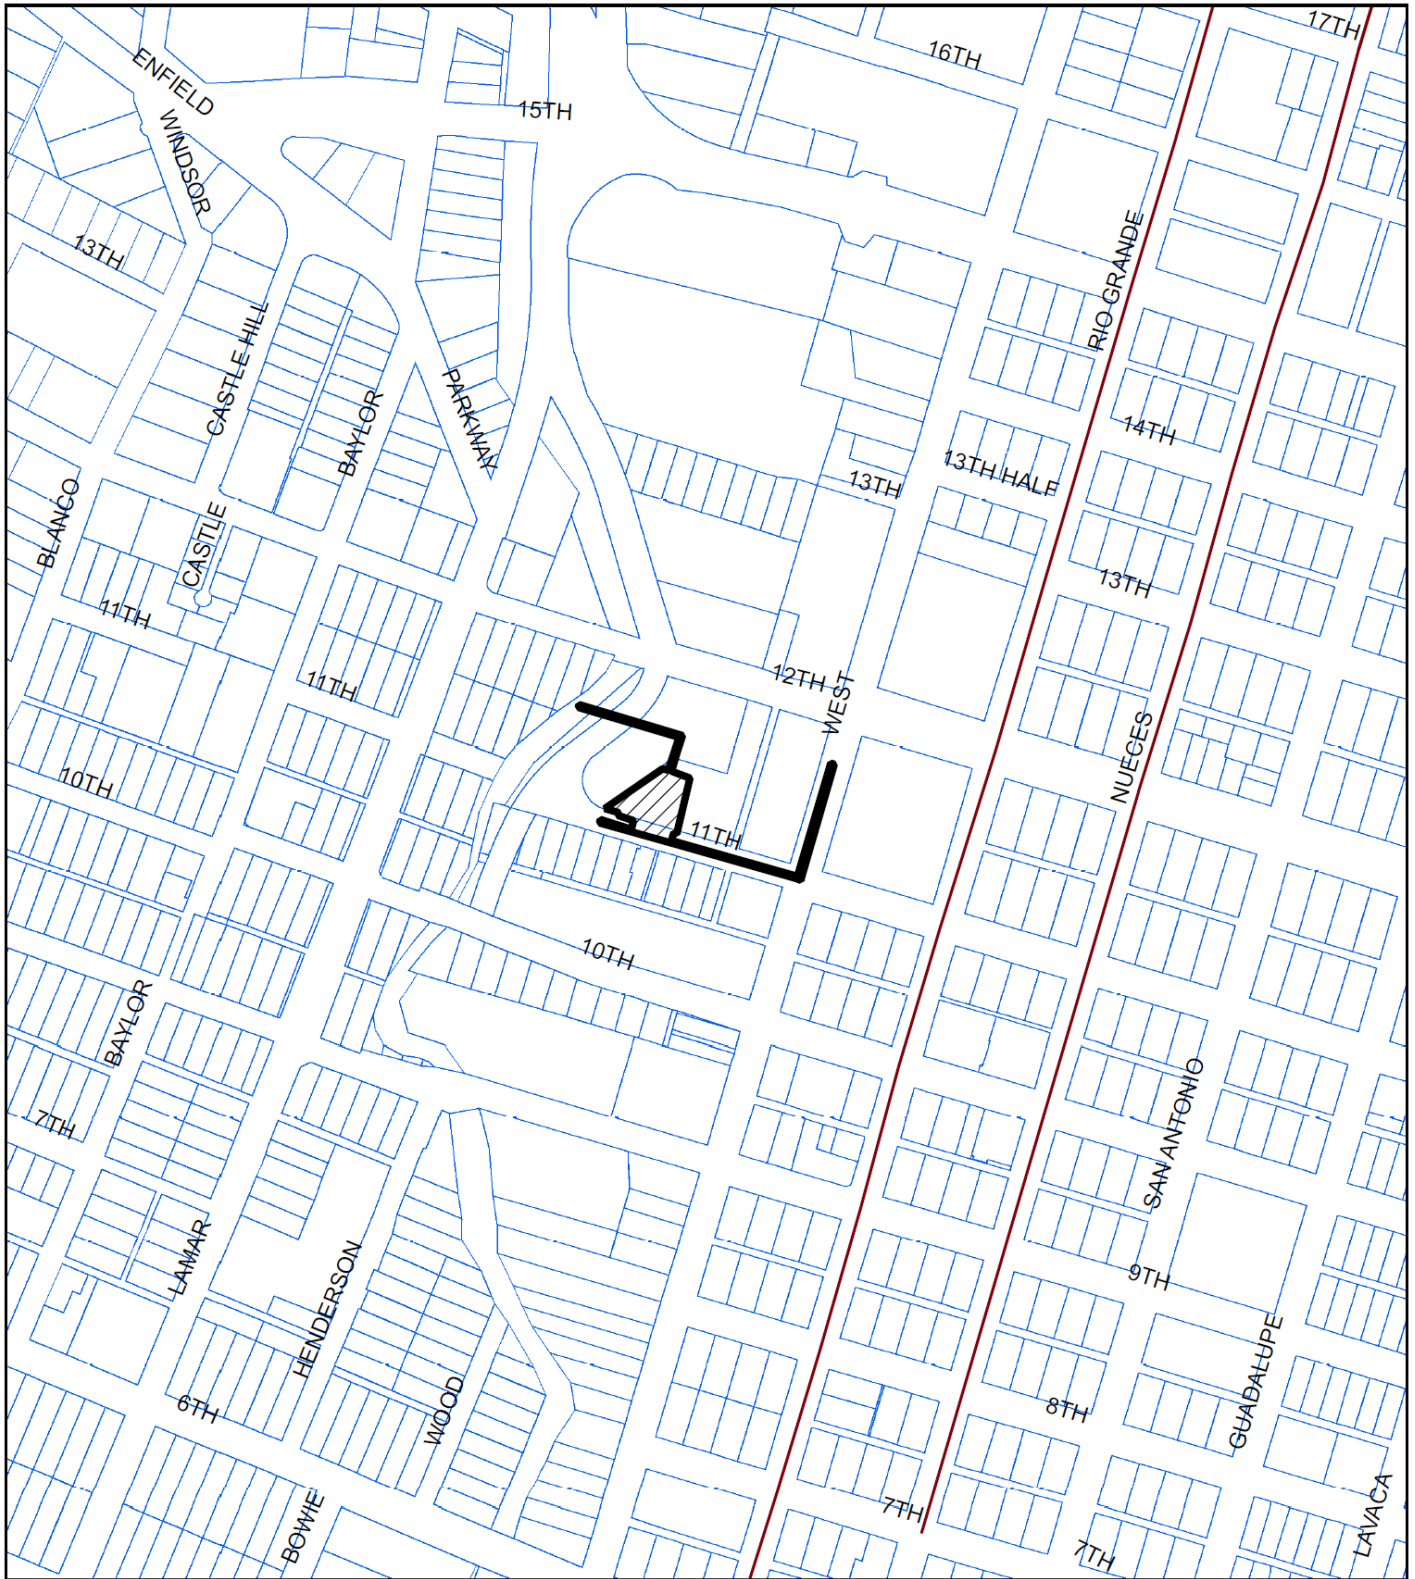 17TH
16TH
ENFIELD
15TH
WINDSOR
13TH
RIO GRANDE
CASTLE HILL
BAYLOR
PARKWAY
14TH
13TH HALF
13TH
BLANCO
CASTLE
13TH
11TH
11TH
12TH
WEST
NUECES
10TH
11TH
10TH
BAYLOR
SAN ANTONIO
7TH
LAMAR
HENDERSON
9TH
GUADALUPE
6TH
WOOD
8TH
BOWIE
7TH
LAVACA
7TH